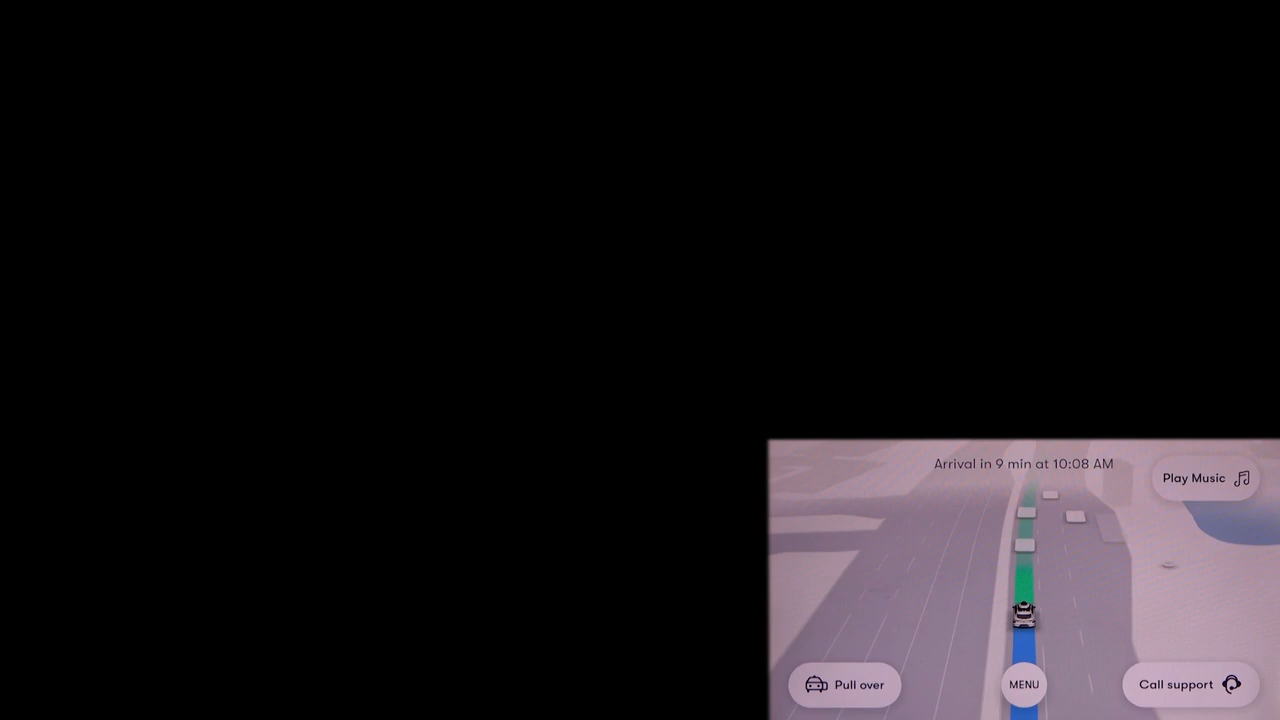 Arrival in 9 min at 10:08 AM
Play Music
Pull over
MENU
Call support